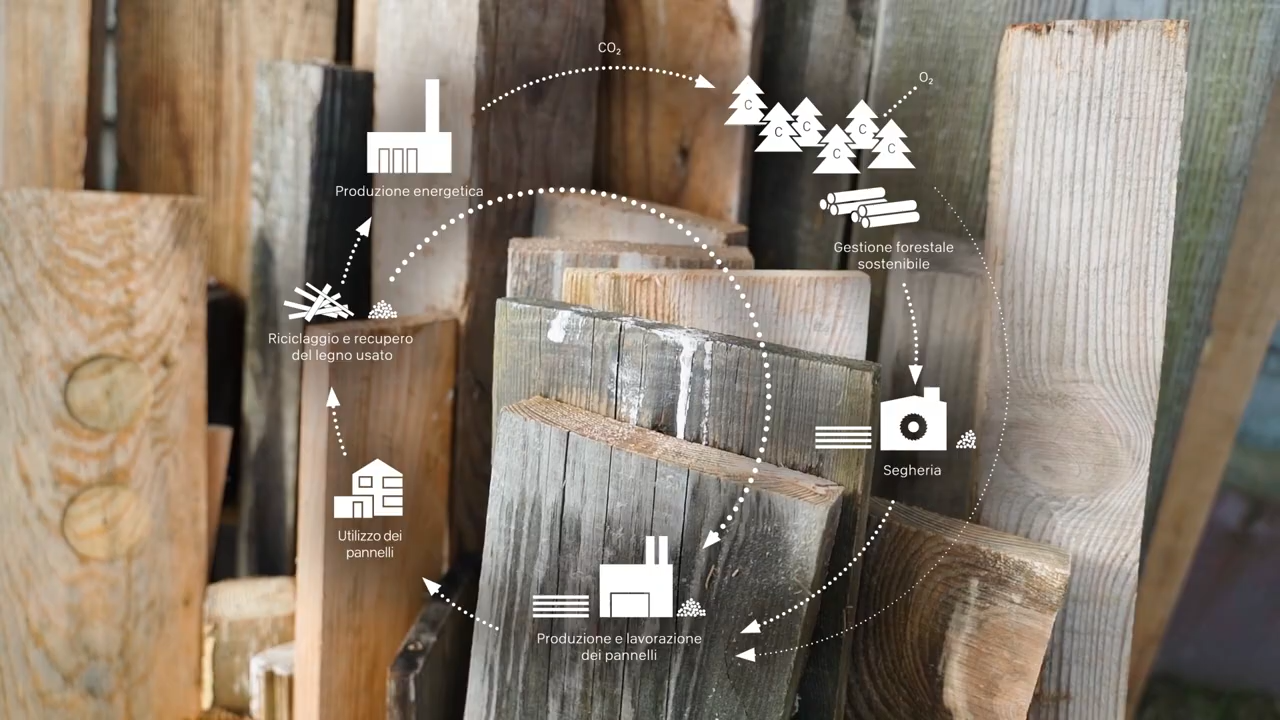 CO₂
O₂
C
C
C
C
C
C
Produzione energetica
Gestione forestale
sostenibile
Riciclaggio e recupero
del legno usato
Segheria
Utilizzo dei
pannelli
Produzione e lavorazione
dei pannelli